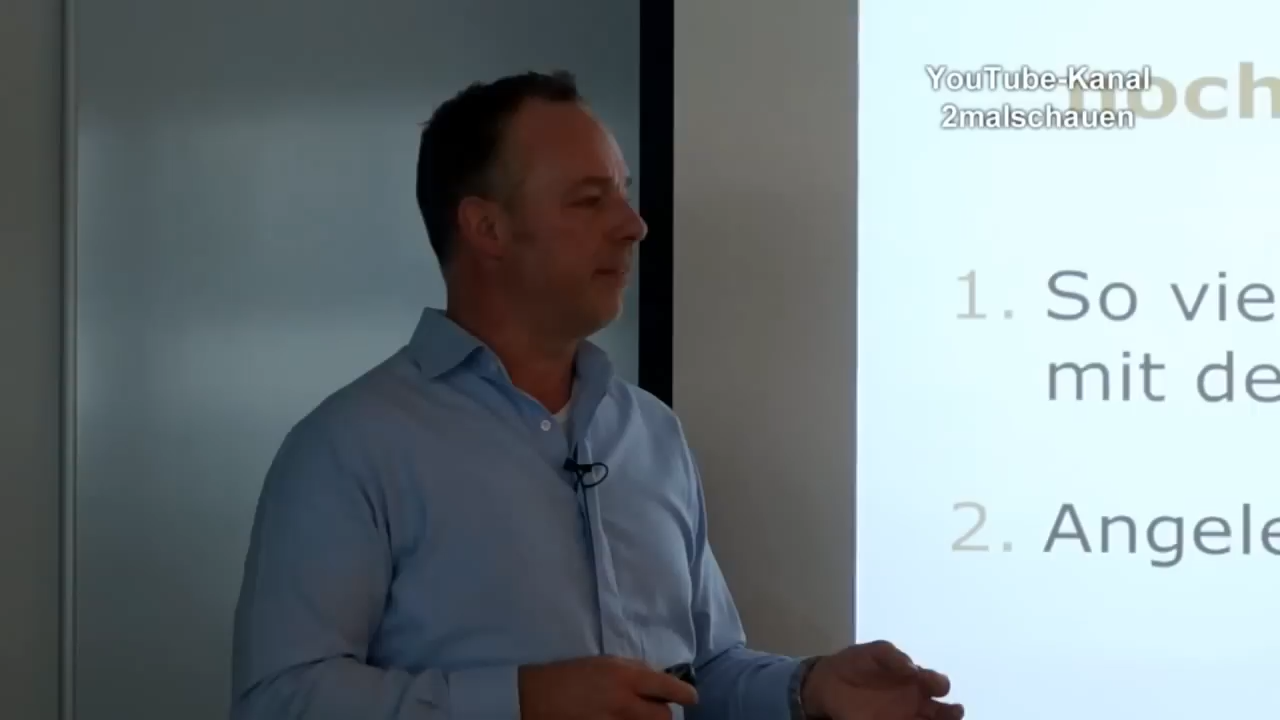 YouTube-Kanal
2malschauen
noch
1. So vie
mit de
2. Angele